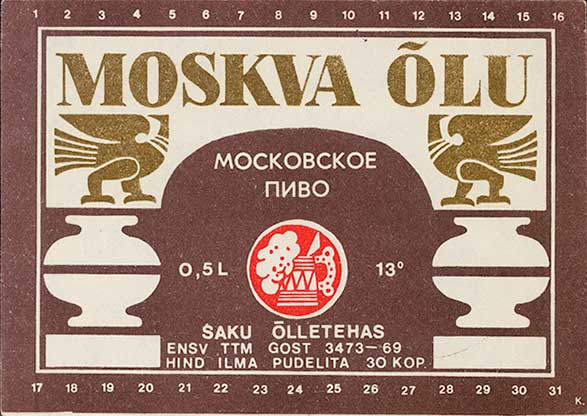 1 2 3 4 5 6 7 8 9 10 11 12 13 14 15 16
MOSKVA ÕLU
МОСКОВСКОЕ
ПИВО
0,5 L 13°
SAKU ÕLLETEHAS
ENSV TTM GOST 3473-69
HIND ILMA PUDELITA 30 KOP.
17 18 19 20 21 22 23 24 25 26 27 28 29 30 31
K.